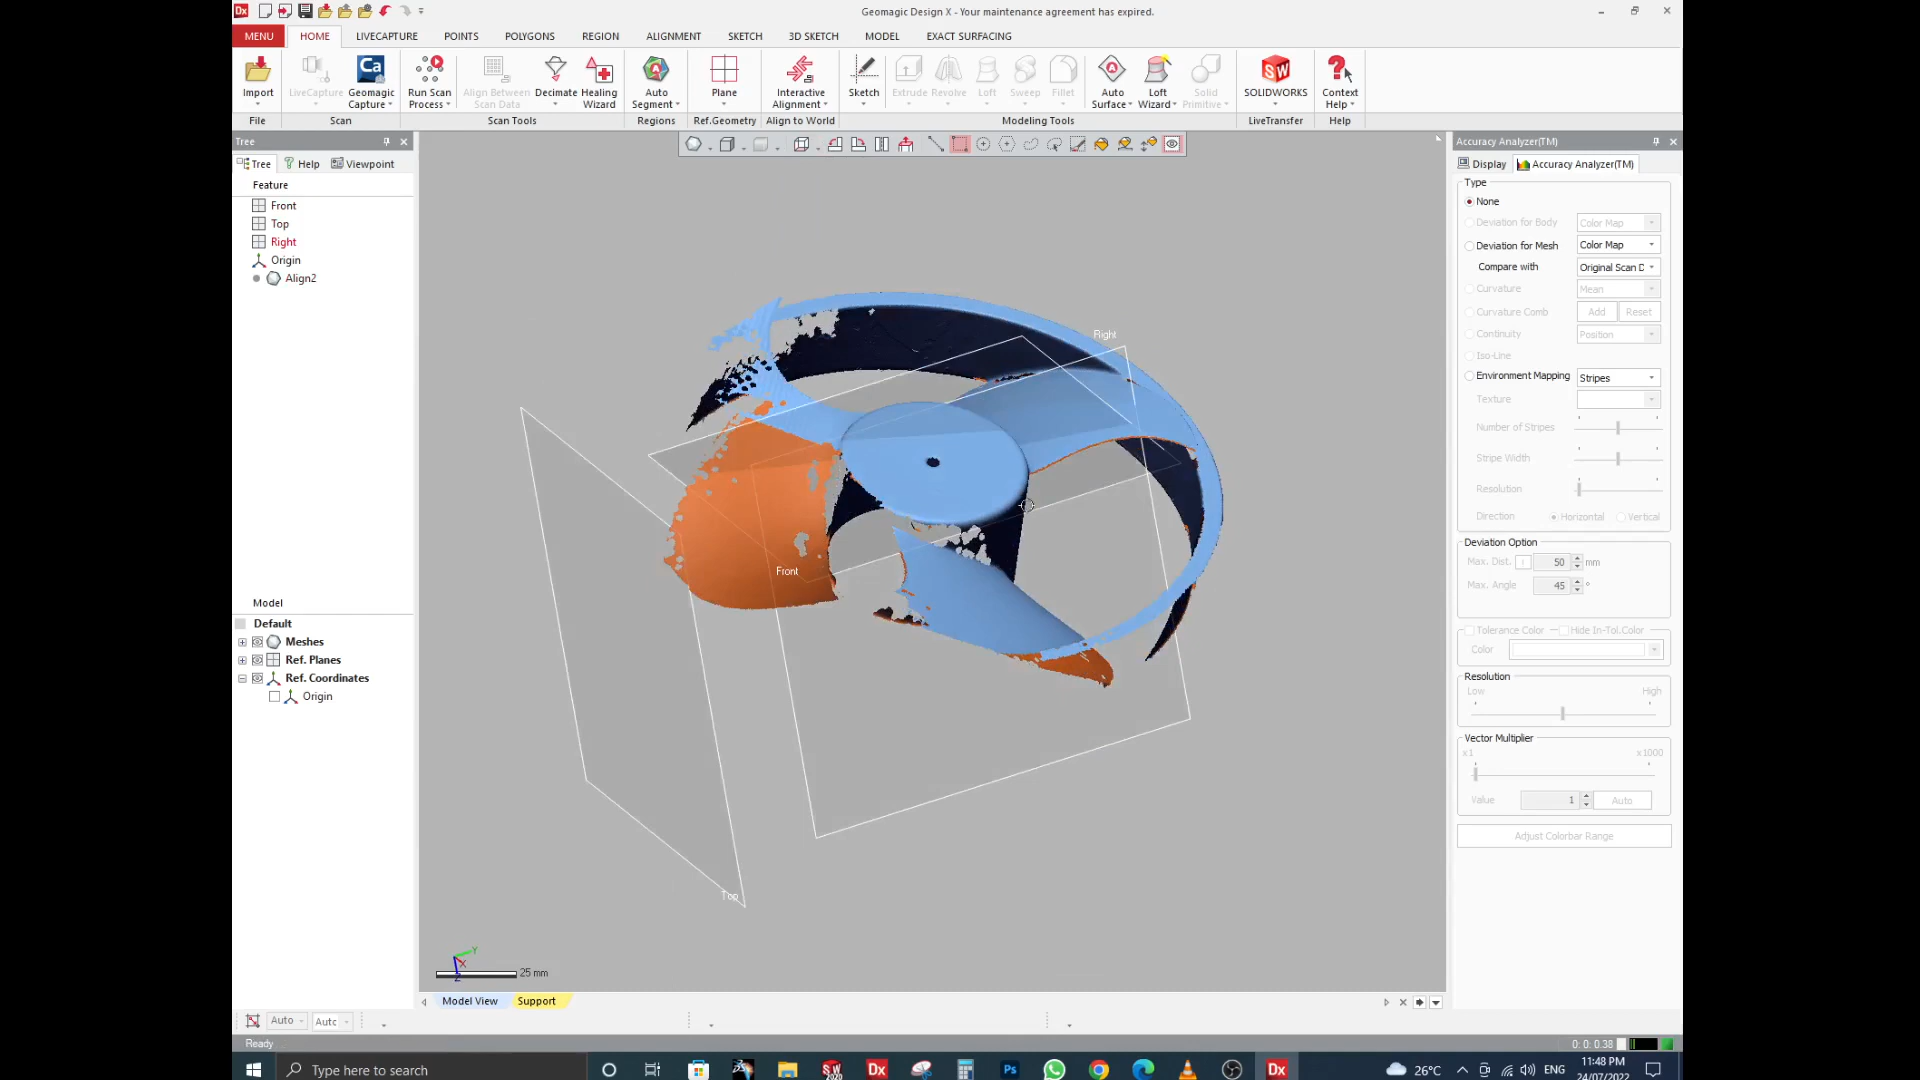 Geomagic Design X - Your maintenance agreement has expired.
MENU HOME LIVECAPTURE POINTS POLYGONS REGION ALIGNMENT SKETCH 3D SKETCH MODEL EXACT SURFACING
Import
LiveCapture
Geomagic Capture
Run Scan Process
Align Between Scan Data
Decimate
Healing Wizard
Auto Segment
Plane
Interactive Alignment
Sketch
Extrude
Revolve
Loft
Sweep
Fillet
Auto Surface
Loft Wizard
Solid Primitive
SOLIDWORKS
Context Help
File Scan Scan Tools Regions Ref.Geometry Align to World Modeling Tools LiveTransfer Help
Tree
Tree Help Viewpoint
Feature
Front
Top
Right
Origin
Align2
Model
Default
Meshes
Ref. Planes
Ref. Coordinates
Origin
Right
Front
Top
Y
X
Z
25 mm
Model View Support
Auto
Ready
Accuracy Analyzer(TM)
Display Accuracy Analyzer(TM)
Type
None
Deviation for Body Color Map
Deviation for Mesh Color Map
Compare with Original Scan D
Curvature Mean
Curvature Comb Add Reset
Continuity Position
Iso-Line
Environment Mapping Stripes
Texture
Number of Stripes
Stripe Width
Resolution
Direction Horizontal Vertical
Deviation Option
Max. Dist. 50 mm
Max. Angle 45 °
Tolerance Color Hide In-Tol.Color
Color
Resolution
Low High
Vector Multiplier
x1 x1000
Value 1 Auto
Adjust Colorbar Range
0: 0: 0.38
Type here to search
26°C ENG
11:48 PM
24/07/2022